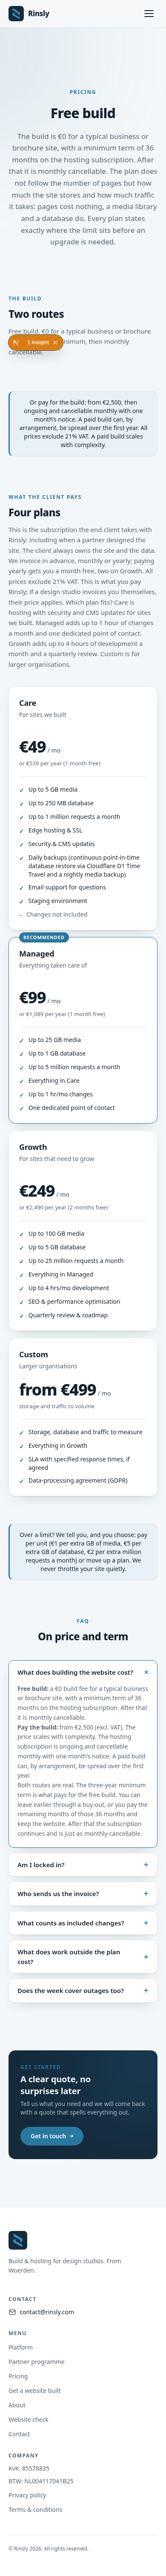 Rinsly
PRICING
Free build
The build is €0 for a typical business or
brochure site, with a minimum term of 36
months on the hosting subscription. After
that it is monthly cancellable. The plan does
not follow the number of pages but how
much the site stores and how much traffic
it takes: pages cost nothing, a media library
and a database do. Every plan states
exactly where the limit sits before an
upgrade is needed.
THE BUILD
Two routes
Free build. €0 for a typical business or brochure
1 Insight
then monthly
cancellable.
Or pay for the build: from €2,500, then
ongoing and cancellable monthly with one
month's notice. A paid build can, by
arrangement, be spread over the first year. All
prices exclude 21% VAT. A paid build scales
with complexity.
WHAT THE CLIENT PAYS
Four plans
This is the subscription the end client takes with
Rinsly: including when a partner designed the
site. The client always owns the site and the data.
We invoice in advance, monthly or yearly; paying
yearly gets you a month free, two on Growth. All
prices exclude 21% VAT. This is what you pay
Rinsly; if a design studio invoices you themselves,
their price applies. Which plan fits? Care is
hosting with security and CMS updates for sites
we built. Managed adds up to 1 hour of changes
a month and one dedicated point of contact.
Growth adds up to 4 hours of development a
month and a quarterly review. Custom is for
larger organisations.
Care
For sites we built
€49 / mo
or €539 per year (1 month free)
✓ Up to 5 GB media
✓ Up to 250 MB database
✓ Up to 1 million requests a month
✓ Edge hosting & SSL
✓ Security & CMS updates
✓ Daily backups (continuous point-in-time
database restore via Cloudflare D1 Time
Travel and a nightly media backup)
✓ Email support for questions
✓ Staging environment
– Changes not included
RECOMMENDED
Managed
Everything taken care of
€99 / mo
or €1,089 per year (1 month free)
✓ Up to 25 GB media
✓ Up to 1 GB database
✓ Up to 5 million requests a month
✓ Everything in Care
✓ Up to 1 hr/mo changes
✓ One dedicated point of contact
Growth
For sites that need to grow
€249 / mo
or €2,490 per year (2 months free)
✓ Up to 100 GB media
✓ Up to 5 GB database
✓ Up to 25 million requests a month
✓ Everything in Managed
✓ Up to 4 hrs/mo development
✓ SEO & performance optimisation
✓ Quarterly review & roadmap
Custom
Larger organisations
from €499 / mo
storage and traffic to volume
✓ Storage, database and traffic to measure
✓ Everything in Growth
✓ SLA with specified response times, if
agreed
✓ Data-processing agreement (GDPR)
Over a limit? We tell you, and you choose: pay
per unit (€1 per extra GB of media, €5 per
extra GB of database, €2 per extra million
requests a month) or move up a plan. We
never throttle your site quietly.
FAQ
On price and term
What does building the website cost?
Free build: a €0 build fee for a typical business
or brochure site, with a minimum term of 36
months on the hosting subscription. After that
it is monthly cancellable.
Pay the build: from €2,500 (excl. VAT). The
price scales with complexity. The hosting
subscription is ongoing and cancellable
monthly with one month's notice. A paid build
can, by arrangement, be spread over the first
year.
Both routes are real. The three-year minimum
term is what pays for the free build. You can
leave earlier through a buy-out, or you pay the
remaining months of those 36 months and
keep the website. After that the subscription
continues and is just as monthly-cancellable.
Am I locked in?
Who sends us the invoice?
What counts as included changes?
What does work outside the plan
cost?
Does the week cover outages too?
GET STARTED
A clear quote, no
surprises later
Tell us what you need and we will come back
with a quote that spells everything out.
Get in touch →
Build & hosting for design studios. From
Woerden.
CONTACT
contact@rinsly.com
MENU
Platform
Partner programme
Pricing
Get a website built
About
Website check
Contact
COMPANY
KvK: 85578835
BTW: NL004117041B25
Privacy policy
Terms & conditions
© Rinsly 2026. All rights reserved.